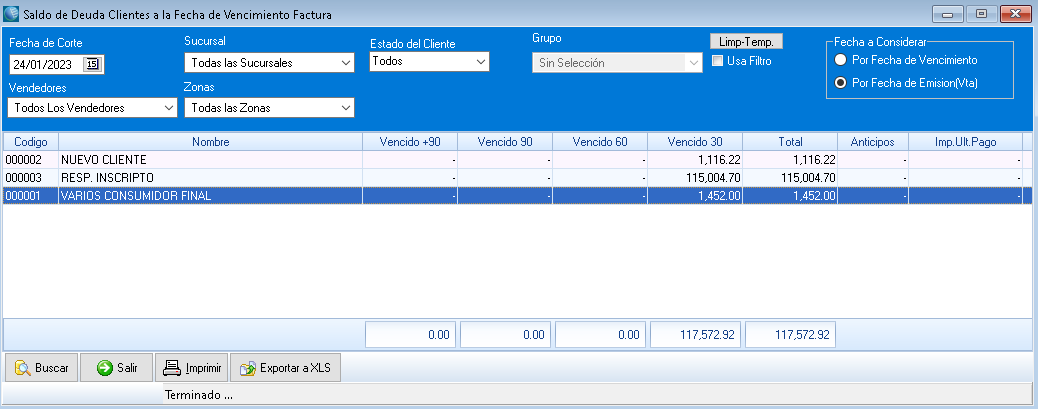 Saldo de Deuda Clientes a la Fecha de Vencimiento Factura
Fecha de Corte
24/01/2023
15
Sucursal
Todas las Sucursales
Estado del Cliente
Todos
Grupo
Sin Selección
Limp-Temp.
Usa Filtro
Fecha a Considerar
Por Fecha de Vencimiento
Por Fecha de Emision(Vta)
Vendedores
Todos Los Vendedores
Zonas
Todas las Zonas
Codigo Nombre Vencido +90 Vencido 90 Vencido 60 Vencido 30 Total Anticipos Imp.Ult.Pago
000002 NUEVO CLIENTE - - - 1,116.22 1,116.22 - -
000003 RESP. INSCRIPTO - - - 115,004.70 115,004.70 - -
000001 VARIOS CONSUMIDOR FINAL - - - 1,452.00 1,452.00 - -
0.00 0.00 0.00 117,572.92 117,572.92
Buscar Salir Imprimir Exportar a XLS
Terminado ...